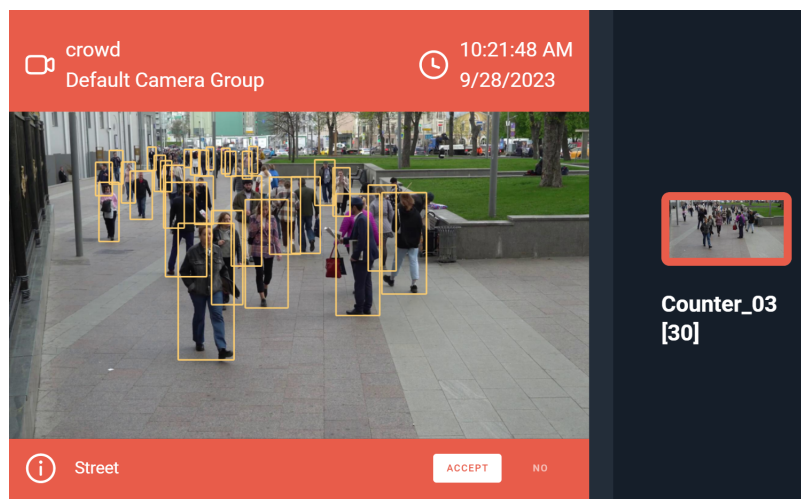 crowd
Default Camera Group
10:21:48 AM
9/28/2023
Counter_03
[30]
Street
ACCEPT
NO